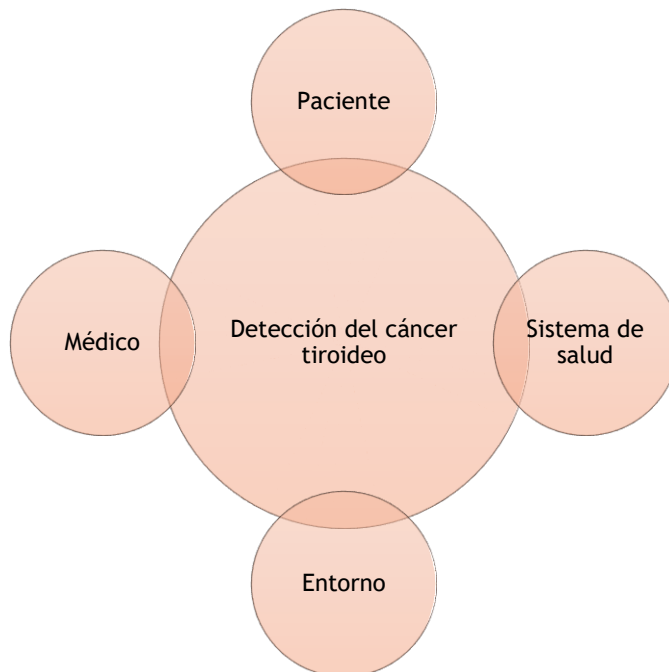 Paciente
Médico
Detección del cáncer
tiroideo
Sistema de
salud
Entorno